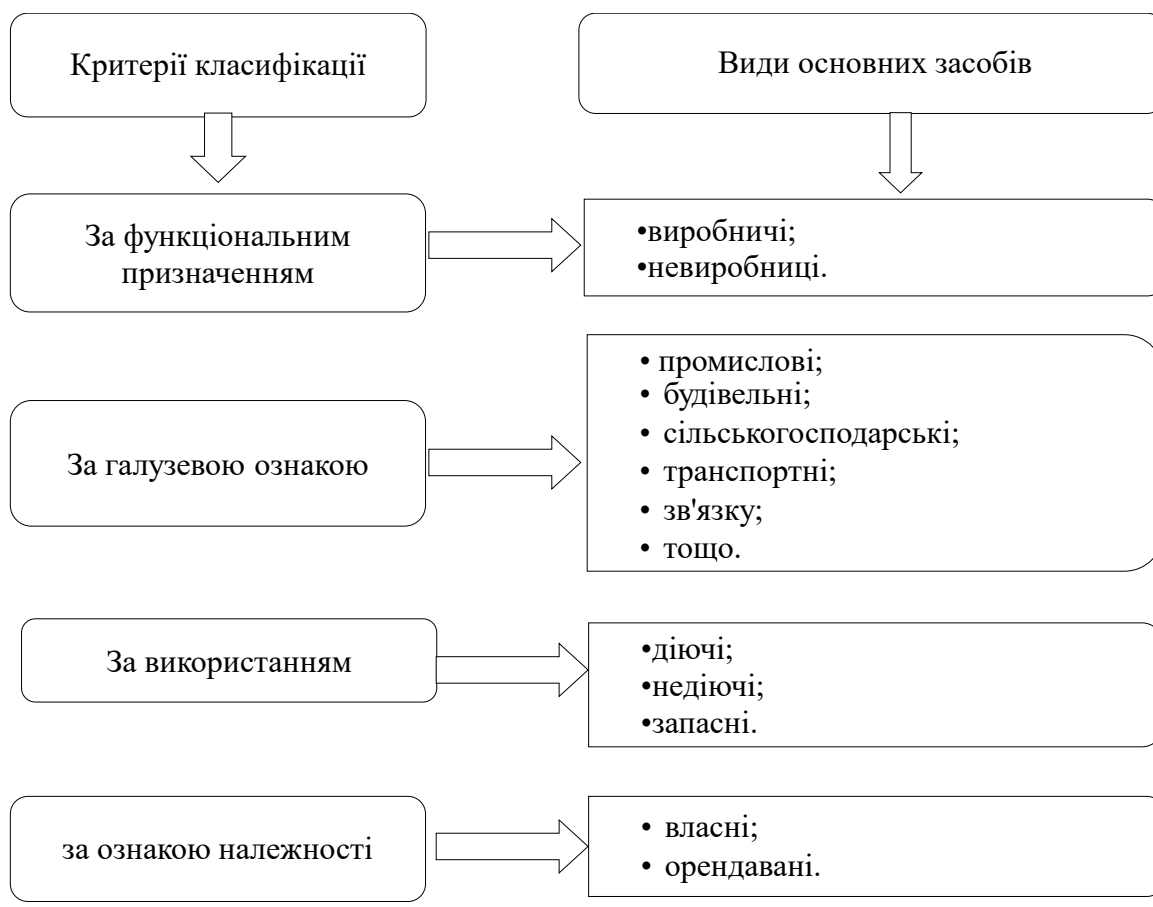 Критерії класифікації
Види основних засобів
За функціональним
призначенням
•виробничі;
•невиробниці.
За галузевою ознакою
• промислові;
• будівельні;
• сільськогосподарські;
• транспортні;
• зв'язку;
• тощо.
За використанням
•діючі;
•недіючі;
•запасні.
за ознакою належності
• власні;
• орендавані.